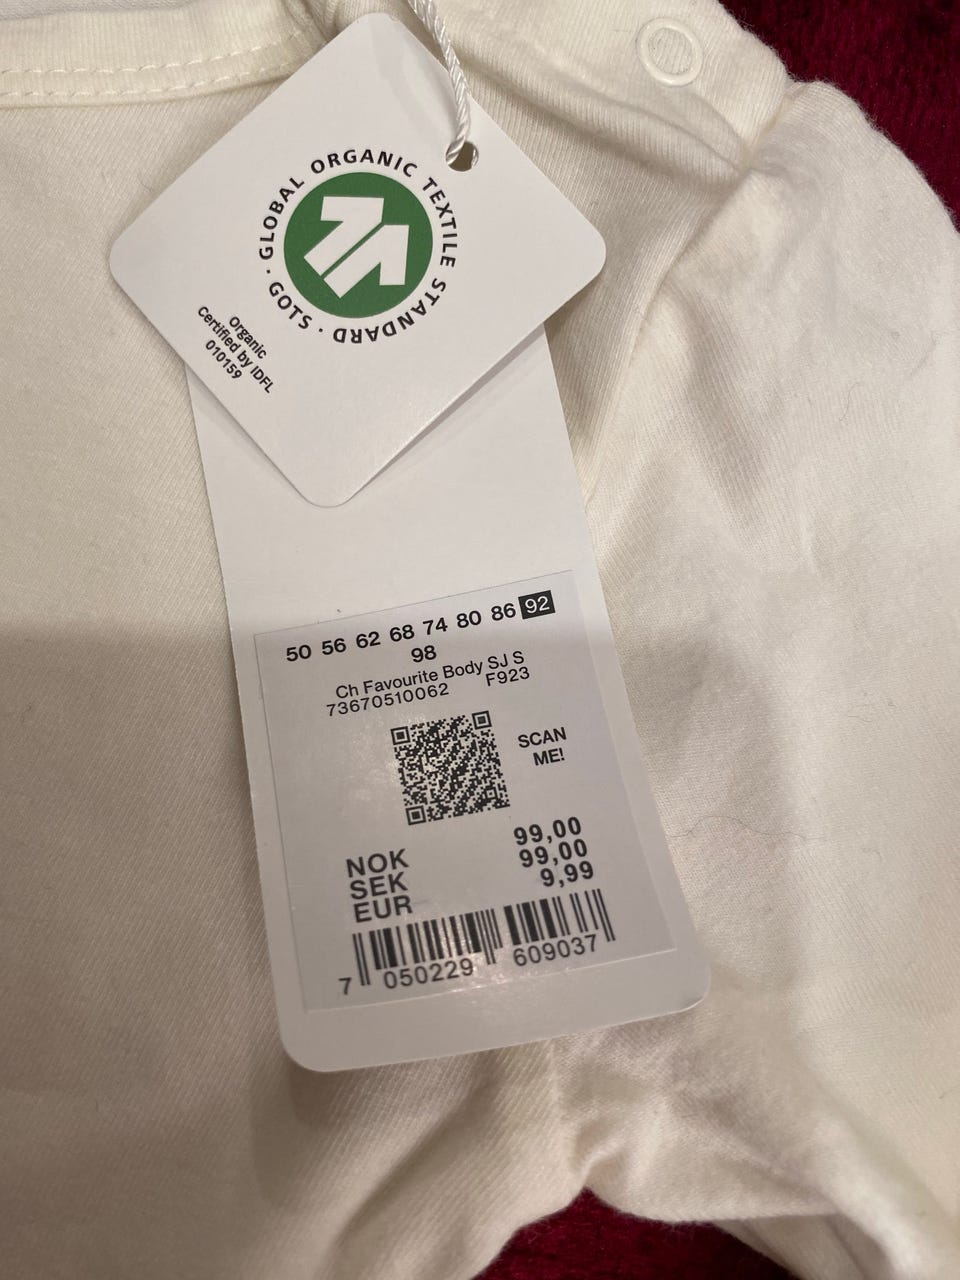 GLOBAL ORGANIC TEXTILE STANDARD · GOTS ·
Organic
Certified by IDFL
010159
50 56 62 68 74 80 86 92
98
Ch Favourite Body SJ S
73670510062 F923
SCAN
ME!
NOK 99,00
SEK 99,00
EUR 9,99
7 050229 609037